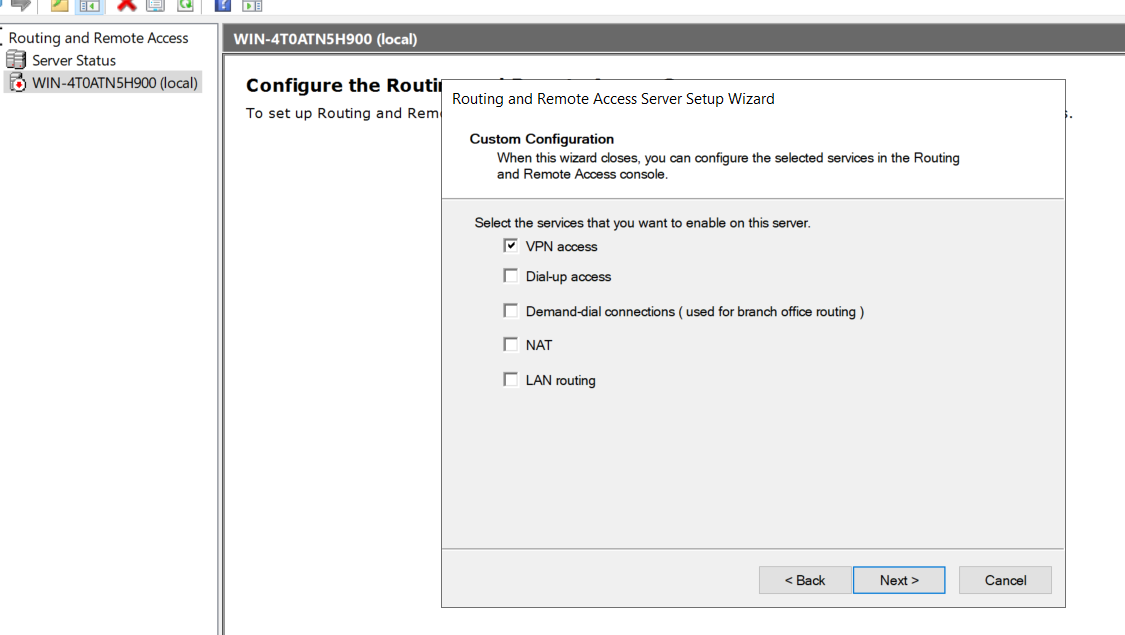 Routing and Remote Access
Server Status
WIN-4T0ATN5H900 (local)
WIN-4T0ATN5H900 (local)
Configure the Routi
To set up Routing and Rem
s.
Routing and Remote Access Server Setup Wizard
Custom Configuration
When this wizard closes, you can configure the selected services in the Routing
and Remote Access console.
Select the services that you want to enable on this server.
VPN access
Dial-up access
Demand-dial connections ( used for branch office routing )
NAT
LAN routing
< Back
Next >
Cancel